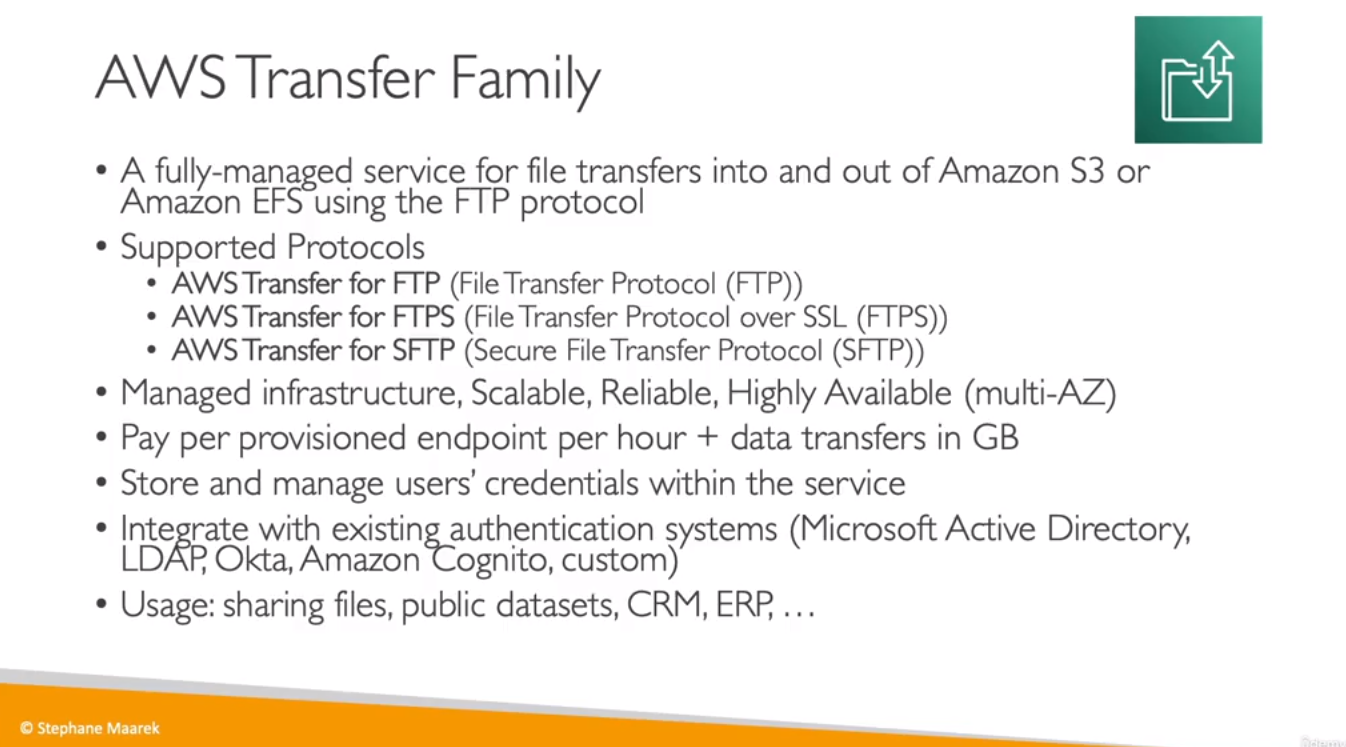 AWS Transfer Family
• A fully-managed service for file transfers into and out of Amazon S3 or
Amazon EFS using the FTP protocol
• Supported Protocols
• AWS Transfer for FTP (File Transfer Protocol (FTP))
• AWS Transfer for FTPS (File Transfer Protocol over SSL (FTPS))
• AWS Transfer for SFTP (Secure File Transfer Protocol (SFTP))
• Managed infrastructure, Scalable, Reliable, Highly Available (multi-AZ)
• Pay per provisioned endpoint per hour + data transfers in GB
• Store and manage users’ credentials within the service
• Integrate with existing authentication systems (Microsoft Active Directory,
LDAP, Okta, Amazon Cognito, custom)
• Usage: sharing files, public datasets, CRM, ERP, …
© Stephane Maarek